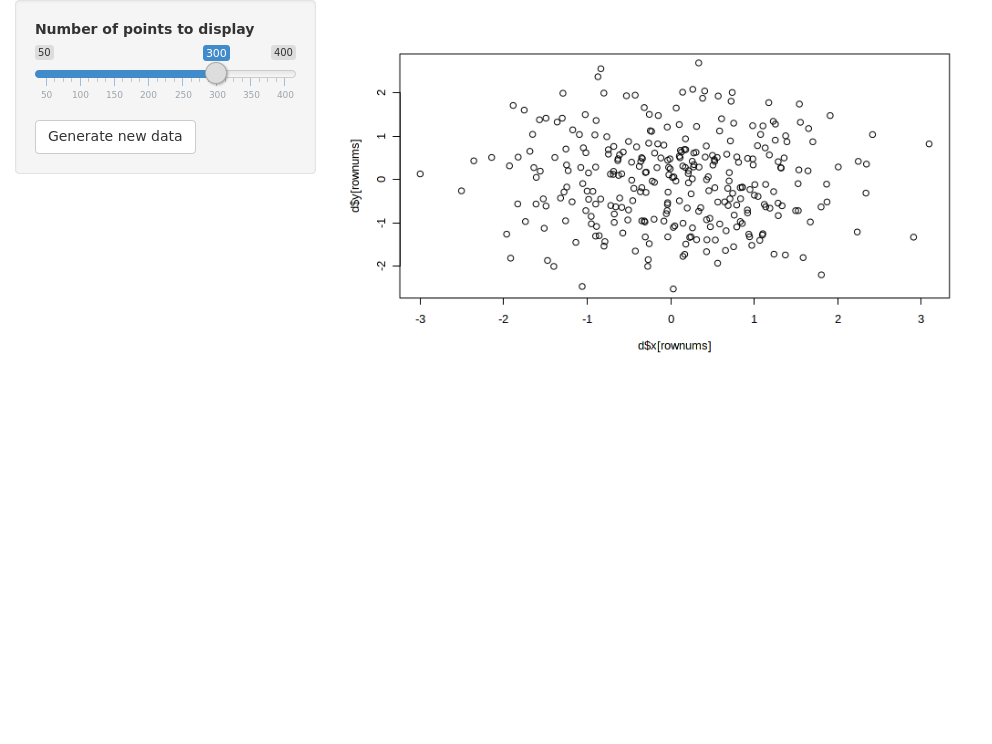 Number of points to display
50 300 400
50 100 150 200 250 300 350 400
Generate new data
d$y[rownums]
2
1
0
-1
-2
-3 -2 -1 0 1 2 3
d$x[rownums]